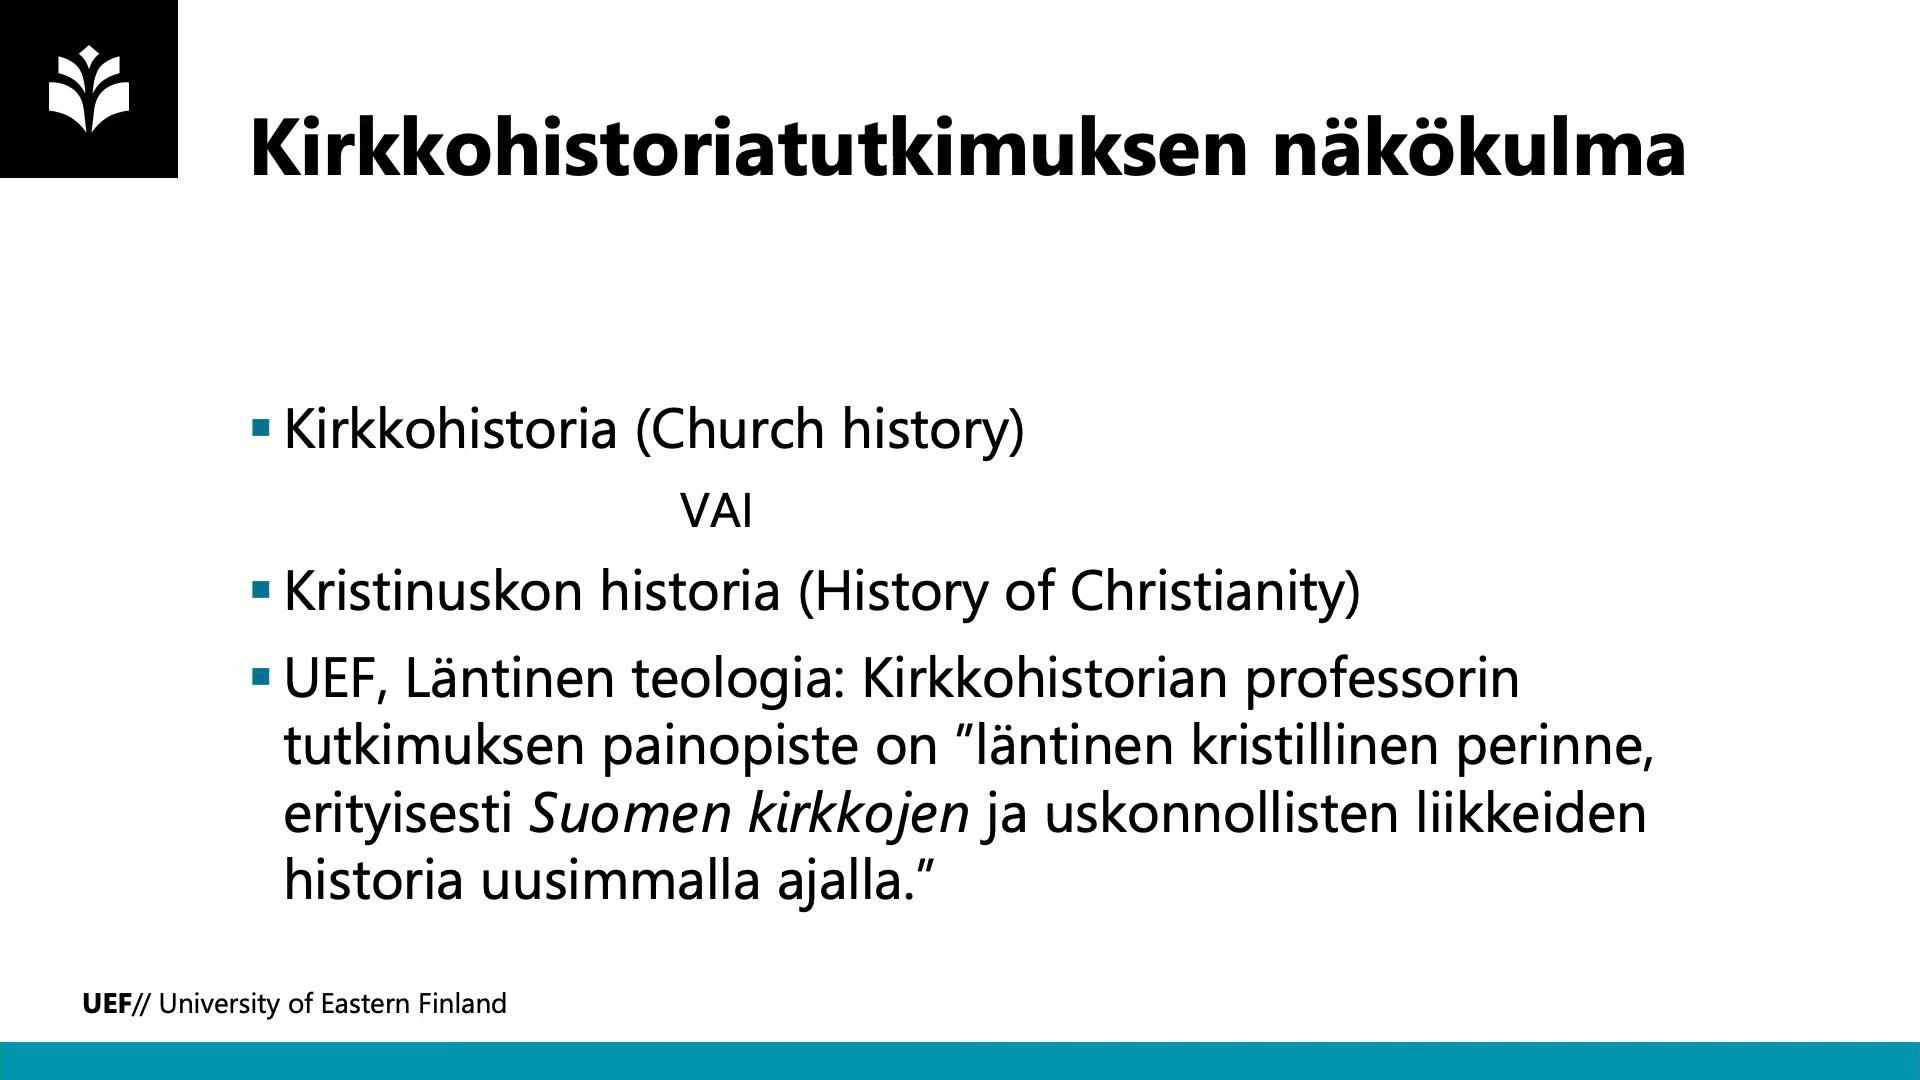 Kirkkohistoriatutkimuksen näkökulma
Kirkkohistoria (Church history)
VAI
Kristinuskon historia (History of Christianity)
UEF, Läntinen teologia: Kirkkohistorian professorin
tutkimuksen painopiste on ”läntinen kristillinen perinne,
erityisesti Suomen kirkkojen ja uskonnollisten liikkeiden
historia uusimmalla ajalla.”
UEF// University of Eastern Finland